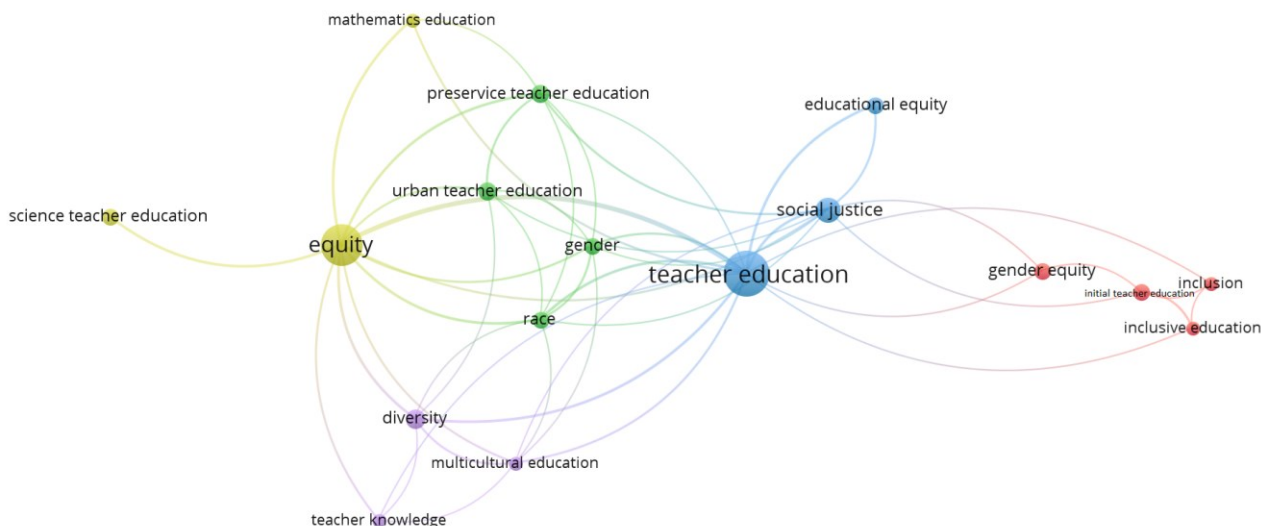 mathematics education
preservice teacher education
educational equity
urban teacher education
science teacher education
social justice
equity
gender
teacher education
gender equity
inclusion
initial teacher education
race
inclusive education
diversity
multicultural education
teacher knowledge